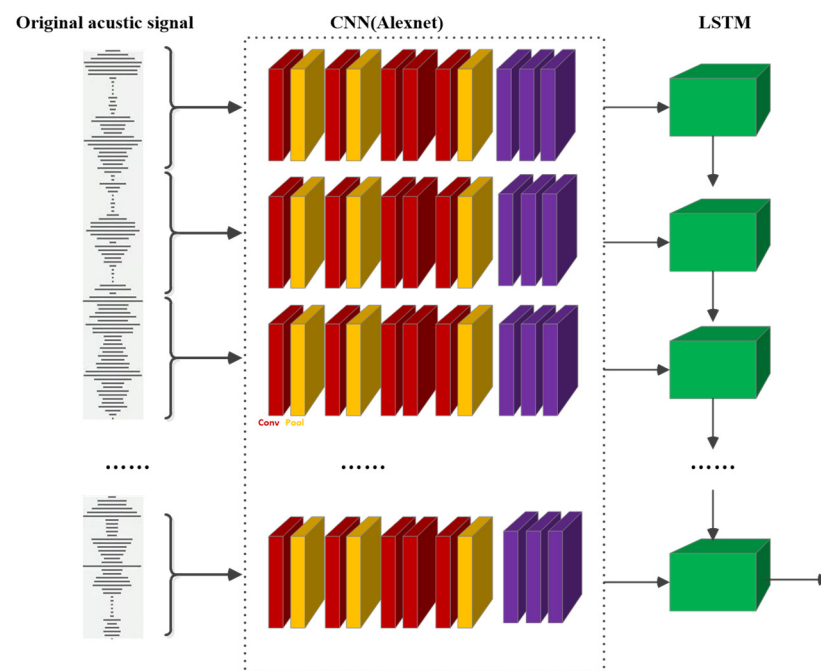 Original acustic signal
CNN(Alexnet)
LSTM
Conv Pool
...... ...... ......